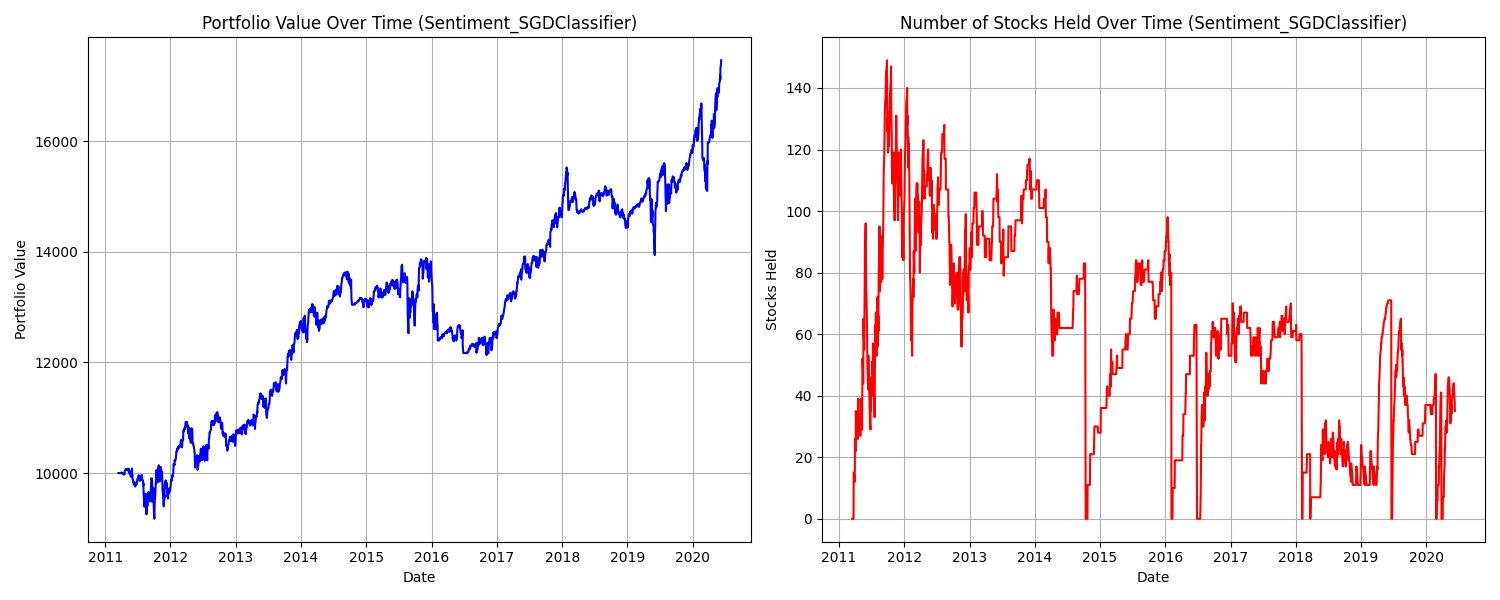 Portfolio Value Over Time (Sentiment_SGDClassifier)
Portfolio Value
16000
14000
12000
10000
2011 2012 2013 2014 2015 2016 2017 2018 2019 2020
Date
Number of Stocks Held Over Time (Sentiment_SGDClassifier)
Stocks Held
140
120
100
80
60
40
20
0
2011 2012 2013 2014 2015 2016 2017 2018 2019 2020
Date